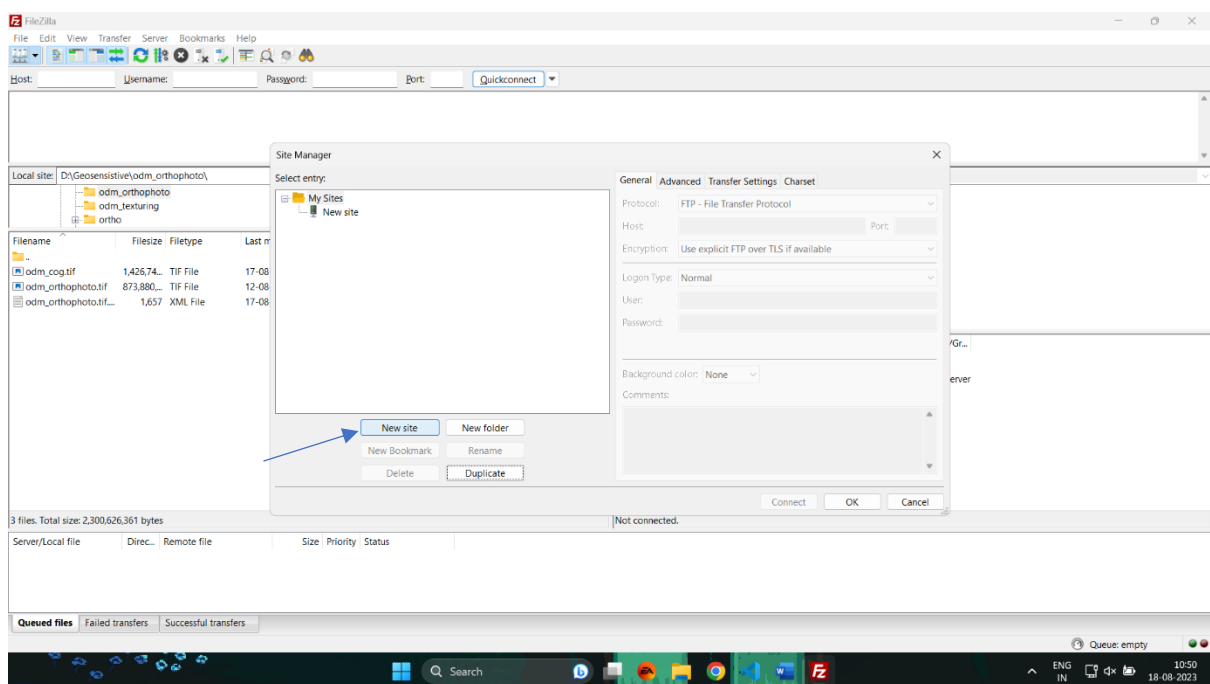 FileZilla
File Edit View Transfer Server Bookmarks Help
Host: Username: Password: Port: Quickconnect
Site Manager
Local site: D:\Geosensistive\odm_orthophoto\
odm_orthophoto
odm_texturing
ortho
Filename Filesize Filetype Last m
..
odm_cog.tif 1,426,74... TIF File 17-08
odm_orthophoto.tif 873,880,... TIF File 12-08
odm_orthophoto.tif.... 1,657 XML File 17-08
Select entry:
My Sites
New site
New site New folder
New Bookmark Rename
Delete Duplicate
General Advanced Transfer Settings Charset
Protocol: FTP - File Transfer Protocol
Host: Port:
Encryption: Use explicit FTP over TLS if available
Logon Type: Normal
User:
Password:
Background color: None
Comments:
Connect OK Cancel
/Gr...
erver
3 files. Total size: 2,300,626,361 bytes
Not connected.
Server/Local file Direc... Remote file Size Priority Status
Queued files Failed transfers Successful transfers
Queue: empty
Search
ENG
IN
10:50
18-08-2023